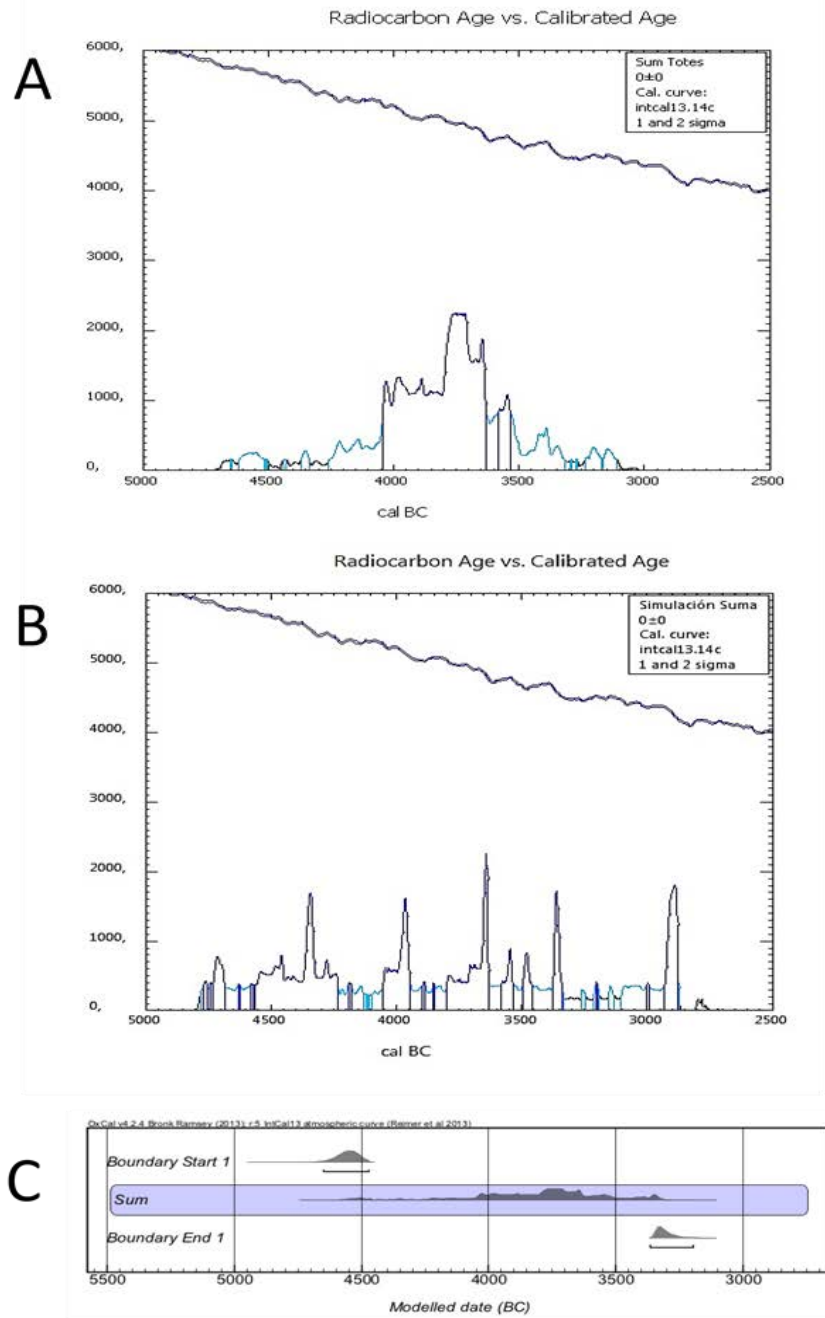 A
Radiocarbon Age vs. Calibrated Age
6000,
5000,
4000,
3000,
2000,
1000,
0,
Sum Totes
0±0
Cal. curve:
intcal13.14c
1 and 2 sigma
5000 4500 4000 3500 3000 2500
cal BC
B
Radiocarbon Age vs. Calibrated Age
6000,
5000,
4000,
3000,
2000,
1000,
0,
Simulación Suma
0±0
Cal. curve:
intcal13.14c
1 and 2 sigma
5000 4500 4000 3500 3000 2500
cal BC
C
OxCal v4.2.4 Bronk Ramsey (2013); r:5 IntCal13 atmospheric curve (Reimer et al 2013)
Boundary Start 1
Sum
Boundary End 1
5500 5000 4500 4000 3500 3000
Modelled date (BC)